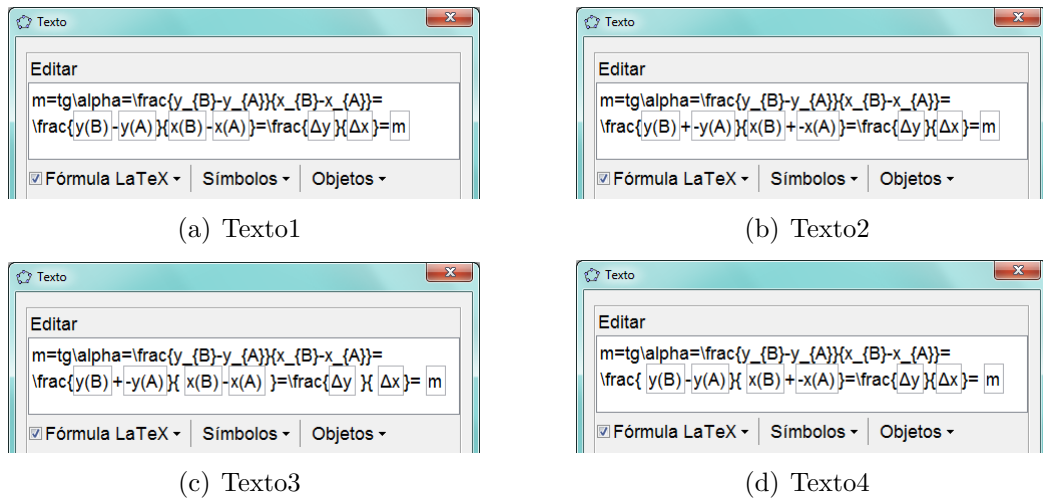 Texto
x
Editar
m=tg\alpha=\frac{y_{B}-y_{A}}{x_{B}-x_{A}}=
\frac{y(B)-y(A)}{x(B)-x(A)}=\frac{Δy}{Δx}=m
Fórmula LaTeX Símbolos Objetos
(a) Texto1
Texto
x
Editar
m=tg\alpha=\frac{y_{B}-y_{A}}{x_{B}-x_{A}}=
\frac{y(B)+-y(A)}{x(B)+-x(A)}=\frac{Δy}{Δx}=m
Fórmula LaTeX Símbolos Objetos
(b) Texto2
Texto
x
Editar
m=tg\alpha=\frac{y_{B}-y_{A}}{x_{B}-x_{A}}=
\frac{y(B)+-y(A)}{ x(B)-x(A) }=\frac{Δy }{ Δx }= m
Fórmula LaTeX Símbolos Objetos
(c) Texto3
Texto
x
Editar
m=tg\alpha=\frac{y_{B}-y_{A}}{x_{B}-x_{A}}=
\frac{ y(B)-y(A)}{ x(B)+-x(A)}=\frac{Δy}{Δx}= m
Fórmula LaTeX Símbolos Objetos
(d) Texto4